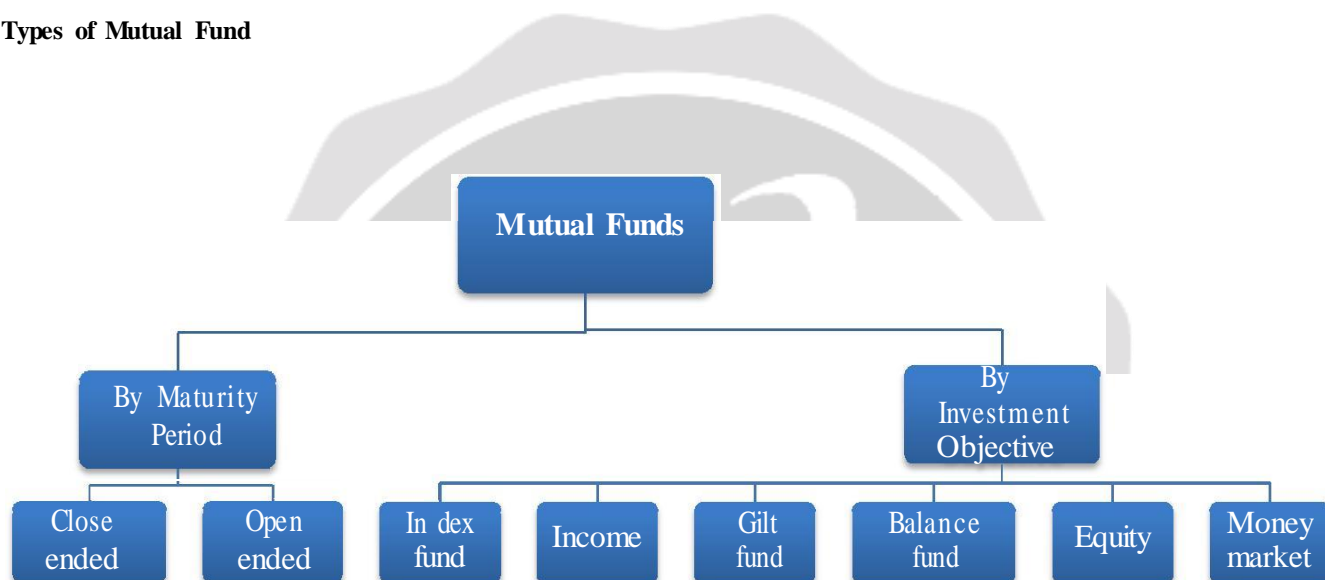 Types of Mutual Fund
Mutual Funds
By Maturity
Period
By
Investment
Objective
Close
ended
Open
ended
In dex
fund
Income
Gilt
fund
Balance
fund
Equity
Money
market